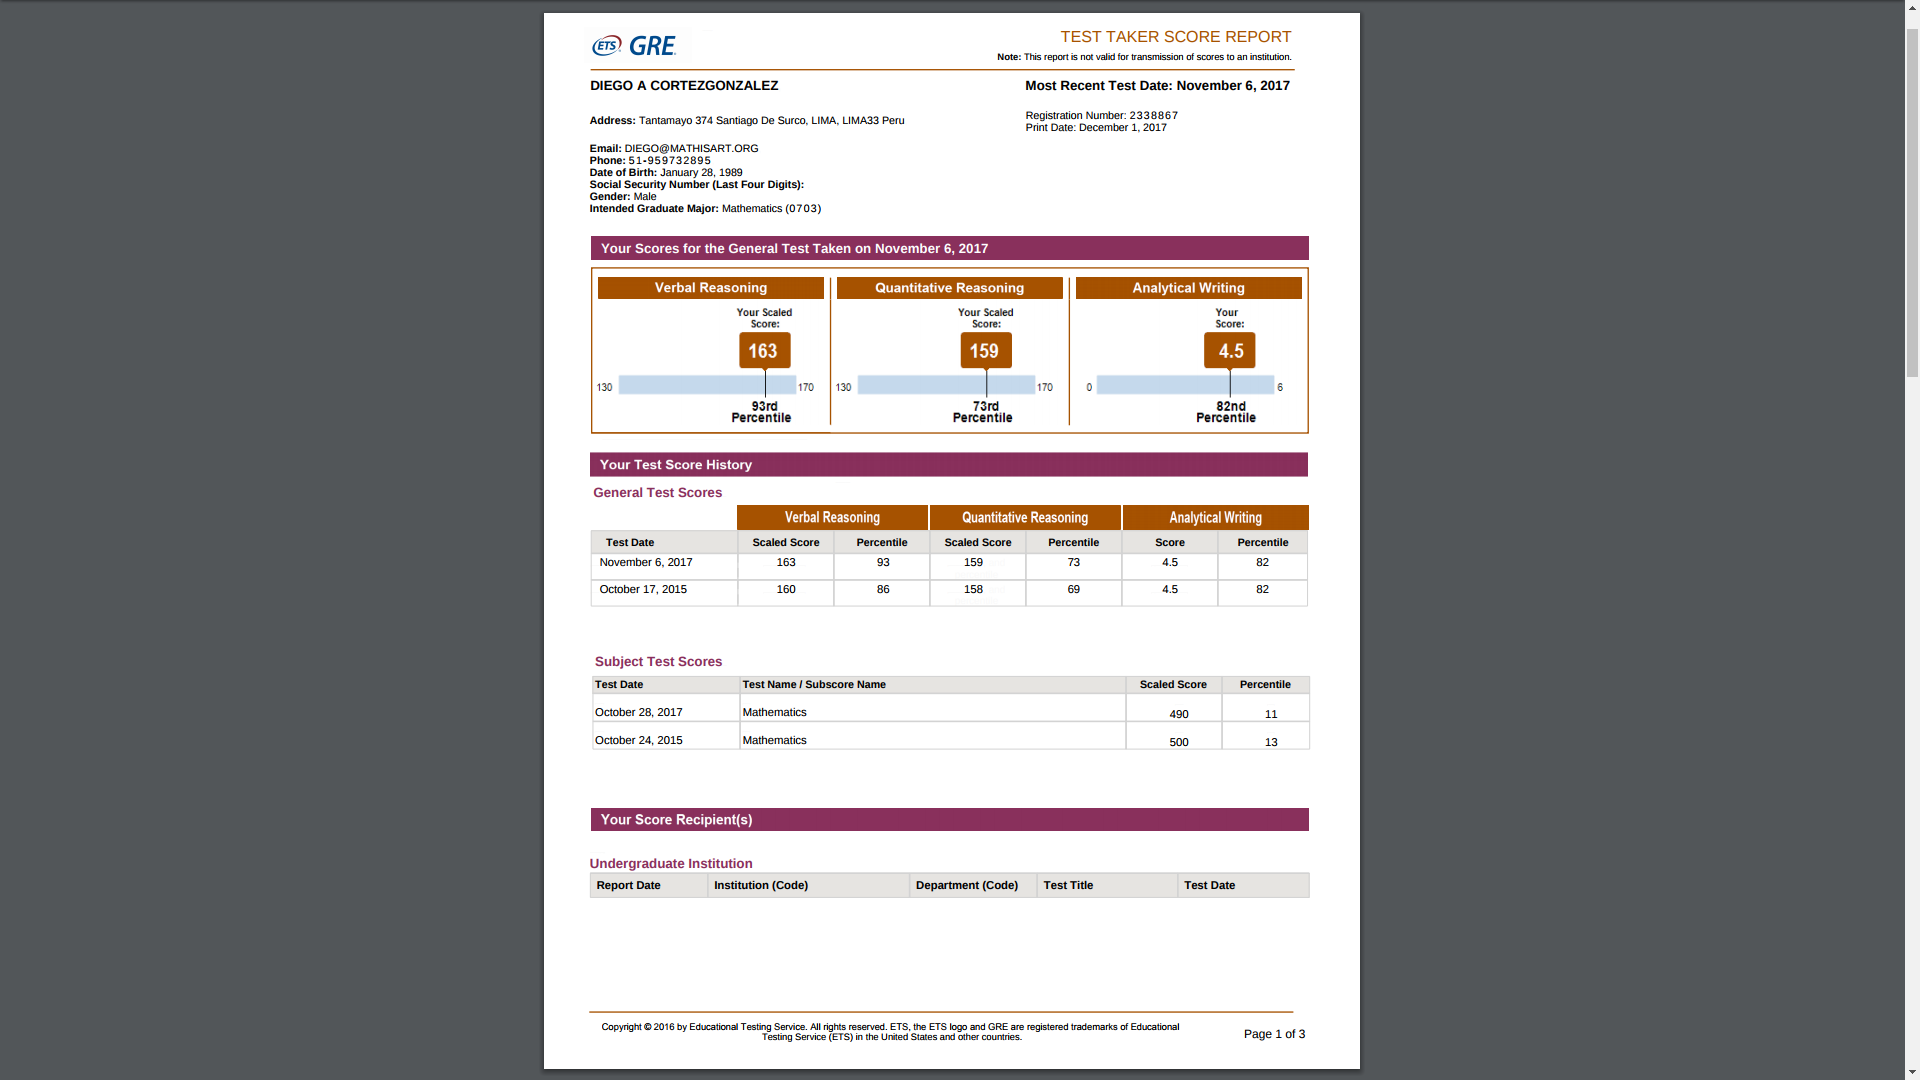 ETS GRE
TEST TAKER SCORE REPORT
Note: This report is not valid for transmission of scores to an institution.
DIEGO A CORTEZGONZALEZ
Most Recent Test Date: November 6, 2017
Address: Tantamayo 374 Santiago De Surco, LIMA, LIMA33 Peru
Registration Number: 2338867
Print Date: December 1, 2017
Email: DIEGO@MATHISART.ORG
Phone: 51-959732895
Date of Birth: January 28, 1989
Social Security Number (Last Four Digits):
Gender: Male
Intended Graduate Major: Mathematics (0703)
Your Scores for the General Test Taken on November 6, 2017
Verbal Reasoning
Your Scaled
Score:
163
130 170
93rd
Percentile
Quantitative Reasoning
Your Scaled
Score:
159
130 170
73rd
Percentile
Analytical Writing
Your
Score:
4.5
0 6
82nd
Percentile
Your Test Score History
General Test Scores
Verbal Reasoning Quantitative Reasoning Analytical Writing
Test Date Scaled Score Percentile Scaled Score Percentile Score Percentile
November 6, 2017 163 93 159 73 4.5 82
October 17, 2015 160 86 158 69 4.5 82
Subject Test Scores
Test Date Test Name / Subscore Name Scaled Score Percentile
October 28, 2017 Mathematics 490 11
October 24, 2015 Mathematics 500 13
Your Score Recipient(s)
Undergraduate Institution
Report Date Institution (Code) Department (Code) Test Title Test Date
Copyright © 2016 by Educational Testing Service. All rights reserved. ETS, the ETS logo and GRE are registered trademarks of Educational
Testing Service (ETS) in the United States and other countries.
Page 1 of 3